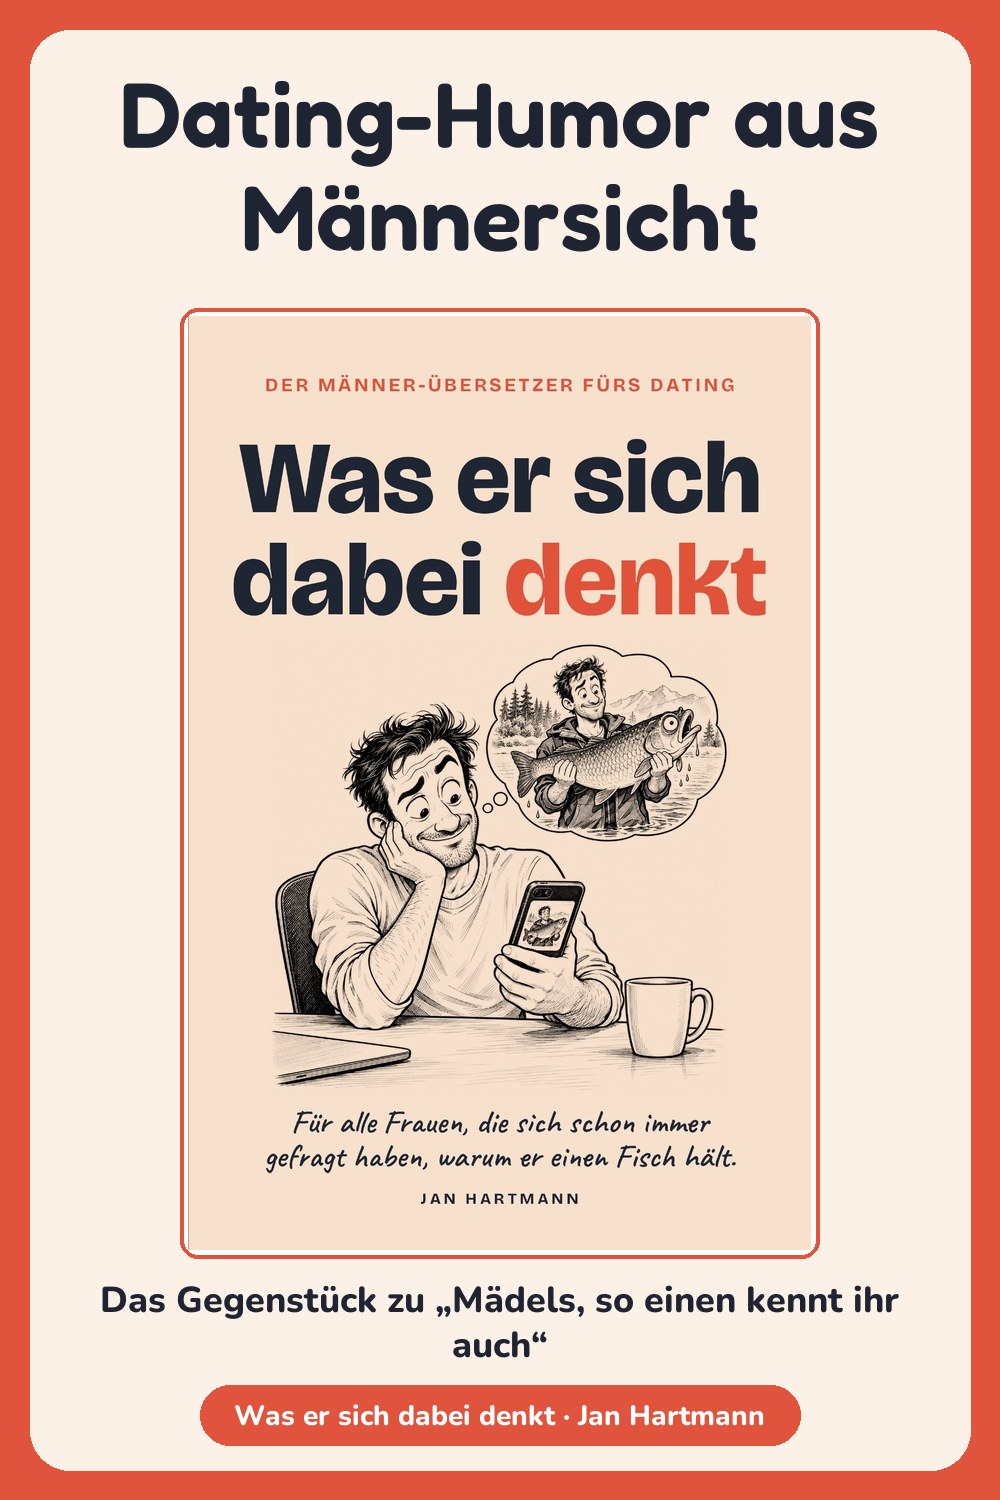 Dating-Humor aus
Männersicht
DER MÄNNER-ÜBERSETZER FÜRS DATING
Was er sich
dabei denkt
Für alle Frauen, die sich schon immer
gefragt haben, warum er einen Fisch hält.
JAN HARTMANN
Das Gegenstück zu „Mädels, so einen kennt ihr
auch“
Was er sich dabei denkt · Jan Hartmann